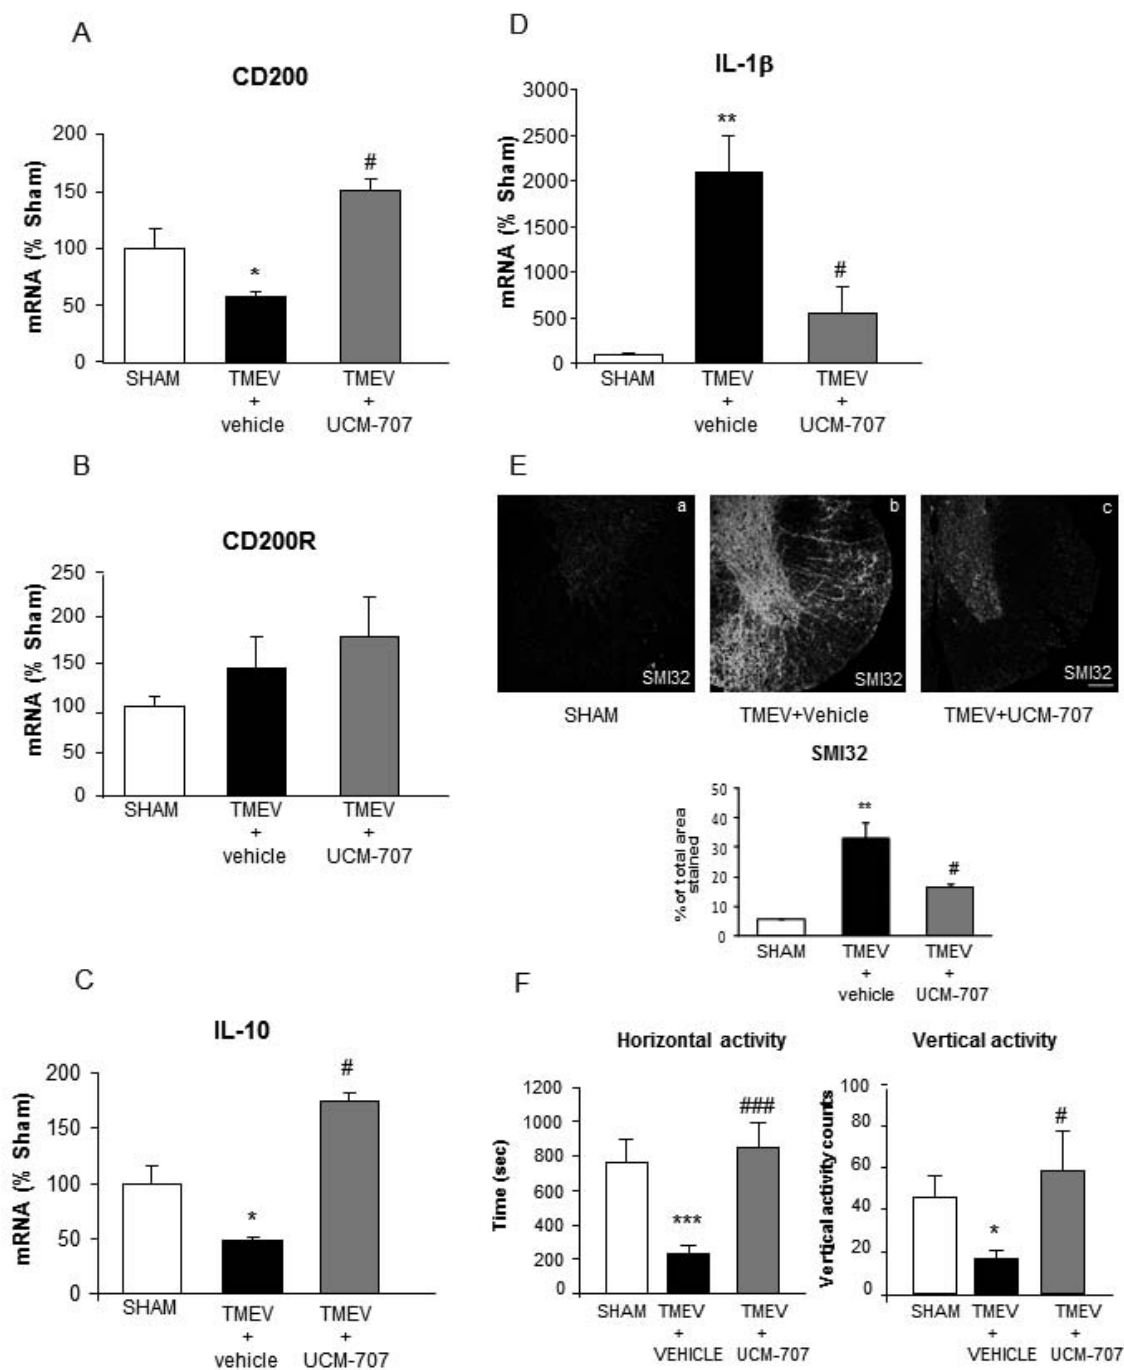 A
CD200
mRNA (% Sham)
200
150
100
50
0
*
#
SHAM
TMEV
+
vehicle
TMEV
+
UCM-707
B
CD200R
mRNA (% Sham)
250
200
150
100
50
0
SHAM
TMEV
+
vehicle
TMEV
+
UCM-707
C
IL-10
mRNA (% Sham)
200
150
100
50
0
*
#
SHAM
TMEV
+
vehicle
TMEV
+
UCM-707
D
IL-1β
mRNA (% Sham)
3000
2500
2000
1500
1000
500
0
**
#
SHAM
TMEV
+
vehicle
TMEV
+
UCM-707
E
a
SMI32
b
SMI32
c
SMI32
SHAM
TMEV+Vehicle
TMEV+UCM-707
SMI32
% of total area
stained
50
40
30
20
10
0
**
#
SHAM
TMEV
+
vehicle
TMEV
+
UCM-707
F
Horizontal activity
Time (sec)
1200
1000
800
600
400
200
0
***
###
SHAM
TMEV
+
VEHICLE
TMEV
+
UCM-707
Vertical activity
Vertical activity counts
100
80
60
40
20
0
*
#
SHAM
TMEV
+
VEHICLE
TMEV
+
UCM-707